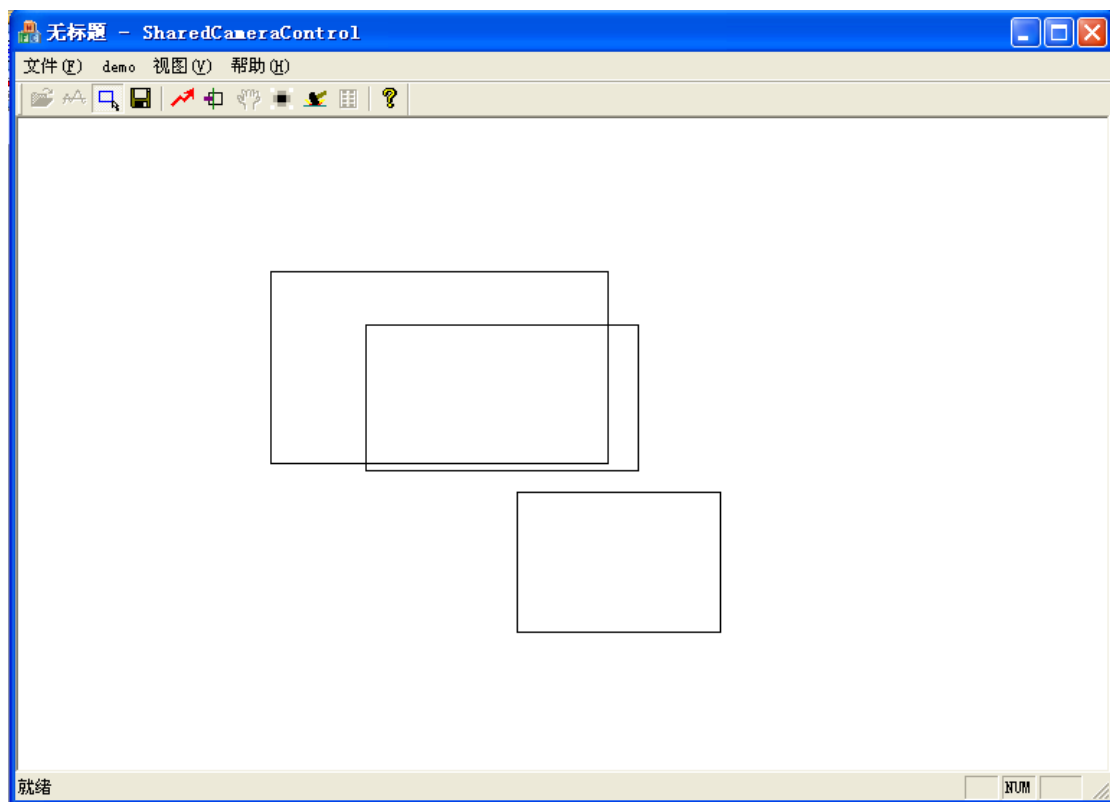 无标题 - SharedCameraControl
文件(F) demo 视图(V) 帮助(H)
就绪 NUM